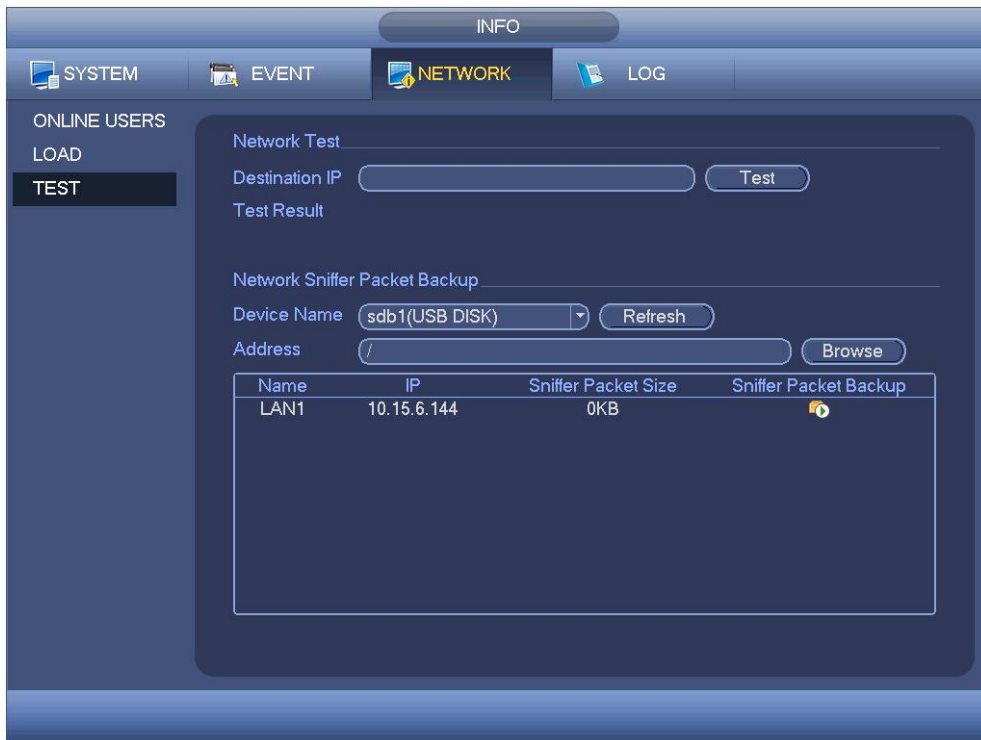 INFO
SYSTEM EVENT NETWORK LOG
ONLINE USERS
LOAD
TEST
Network Test
Destination IP Test
Test Result
Network Sniffer Packet Backup
Device Name sdb1(USB DISK) Refresh
Address / Browse
Name IP Sniffer Packet Size Sniffer Packet Backup
LAN1 10.15.6.144 0KB